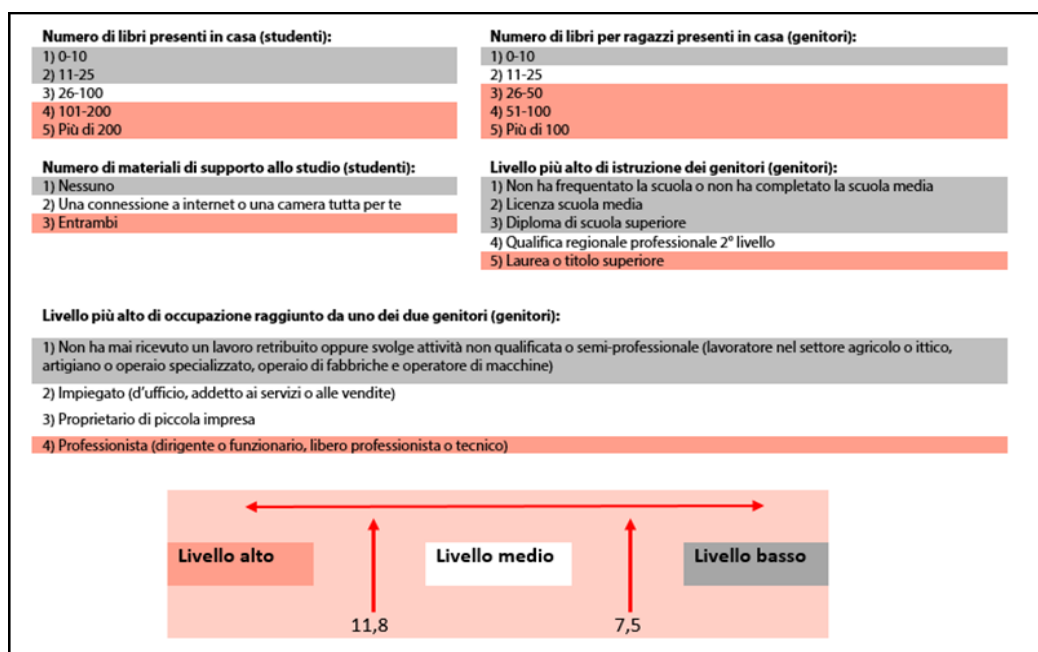 Numero di libri presenti in casa (studenti):
1) 0-10
2) 11-25
3) 26-100
4) 101-200
5) Più di 200
Numero di libri per ragazzi presenti in casa (genitori):
1) 0-10
2) 11-25
3) 26-50
4) 51-100
5) Più di 100
Numero di materiali di supporto allo studio (studenti):
1) Nessuno
2) Una connessione a internet o una camera tutta per te
3) Entrambi
Livello più alto di istruzione dei genitori (genitori):
1) Non ha frequentato la scuola o non ha completato la scuola media
2) Licenza scuola media
3) Diploma di scuola superiore
4) Qualifica regionale professionale 2° livello
5) Laurea o titolo superiore
Livello più alto di occupazione raggiunto da uno dei due genitori (genitori):
1) Non ha mai ricevuto un lavoro retribuito oppure svolge attività non qualificata o semi-professionale (lavoratore nel settore agricolo o ittico,
artigiano o operaio specializzato, operaio di fabbriche e operatore di macchine)
2) Impiegato (d'ufficio, addetto ai servizi o alle vendite)
3) Proprietario di piccola impresa
4) Professionista (dirigente o funzionario, libero professionista o tecnico)
Livello alto
Livello medio
Livello basso
11,8
7,5